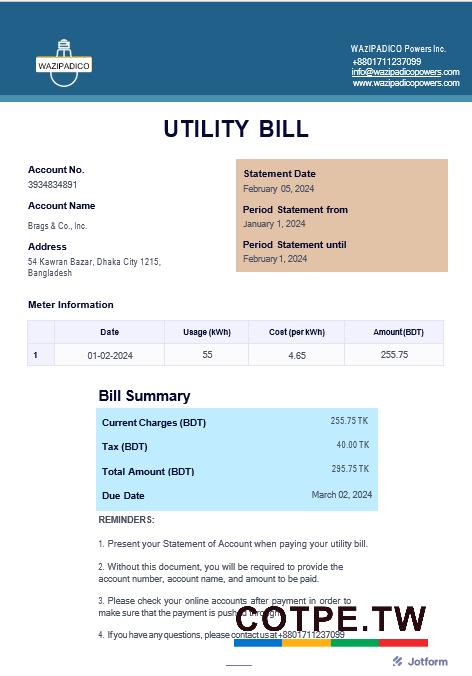 WAZIPADICO
WAZIPADICO Powers Inc.
+8801711237099
info@wazipadicopowers.com
www.wazipadicopowers.com
UTILITY BILL
Account No.
3934834891
Account Name
Brags & Co., Inc.
Address
54 Kawran Bazar, Dhaka City 1215,
Bangladesh
Statement Date
February 05, 2024
Period Statement from
January 1, 2024
Period Statement until
February 1, 2024
Meter Information
Date Usage (kWh) Cost (per kWh) Amount (BDT)
1 01-02-2024 55 4.65 255.75
Bill Summary
Current Charges (BDT) 255.75 TK
Tax (BDT) 40.00 TK
Total Amount (BDT) 295.75 TK
Due Date March 02, 2024
REMINDERS:
1. Present your Statement of Account when paying your utility bill.
2. Without this document, you will be required to provide the
account number, account name, and amount to be paid.
3. Please check your online accounts after payment in order to
make sure that the payment is pushed through.
COTPE.TW
4. If you have any questions, please contact us at +8801711237099
Jotform